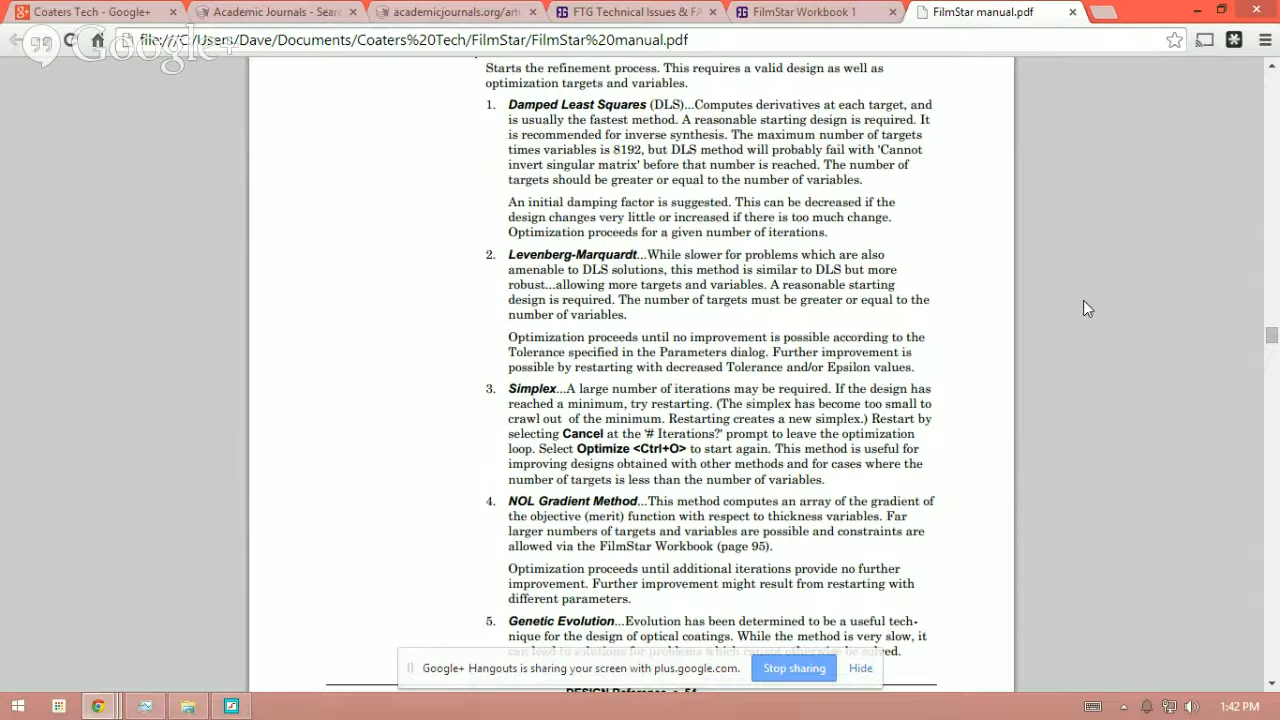 Coaters Tech - Google+
Academic Journals - Sear
academicjournals.org/arti
FTG Technical Issues & FA
FilmStar Workbook 1
FilmStar manual.pdf
file:///C:/Users/Dave/Documents/Coaters%20Tech/FilmStar/FilmStar%20manual.pdf
Google+
Starts the refinement process. This requires a valid design as well as
optimization targets and variables.
1. Damped Least Squares (DLS)...Computes derivatives at each target, and
is usually the fastest method. A reasonable starting design is required. It
is recommended for inverse synthesis. The maximum number of targets
times variables is 8192, but DLS method will probably fail with 'Cannot
invert singular matrix' before that number is reached. The number of
targets should be greater or equal to the number of variables.
An initial damping factor is suggested. This can be decreased if the
design changes very little or increased if there is too much change.
Optimization proceeds for a given number of iterations.
2. Levenberg-Marquardt...While slower for problems which are also
amenable to DLS solutions, this method is similar to DLS but more
robust...allowing more targets and variables. A reasonable starting
design is required. The number of targets must be greater or equal to the
number of variables.
Optimization proceeds until no improvement is possible according to the
Tolerance specified in the Parameters dialog. Further improvement is
possible by restarting with decreased Tolerance and/or Epsilon values.
3. Simplex...A large number of iterations may be required. If the design has
reached a minimum, try restarting. (The simplex has become too small to
crawl out of the minimum. Restarting creates a new simplex.) Restart by
selecting Cancel at the '# Iterations?' prompt to leave the optimization
loop. Select Optimize <Ctrl+O> to start again. This method is useful for
improving designs obtained with other methods and for cases where the
number of targets is less than the number of variables.
4. NOL Gradient Method...This method computes an array of the gradient of
the objective (merit) function with respect to thickness variables. Far
larger numbers of targets and variables are possible and constraints are
allowed via the FilmStar Workbook (page 95).
Optimization proceeds until additional iterations provide no further
improvement. Further improvement might result from restarting with
different parameters.
5. Genetic Evolution...Evolution has been determined to be a useful tech-
nique for the design of optical coatings. While the method is very slow, it
can lead to solutions for problems which cannot otherwise be solved.
Google+ Hangouts is sharing your screen with plus.google.com.
Stop sharing
Hide
DESIGN Reference p. 54
1:42 PM